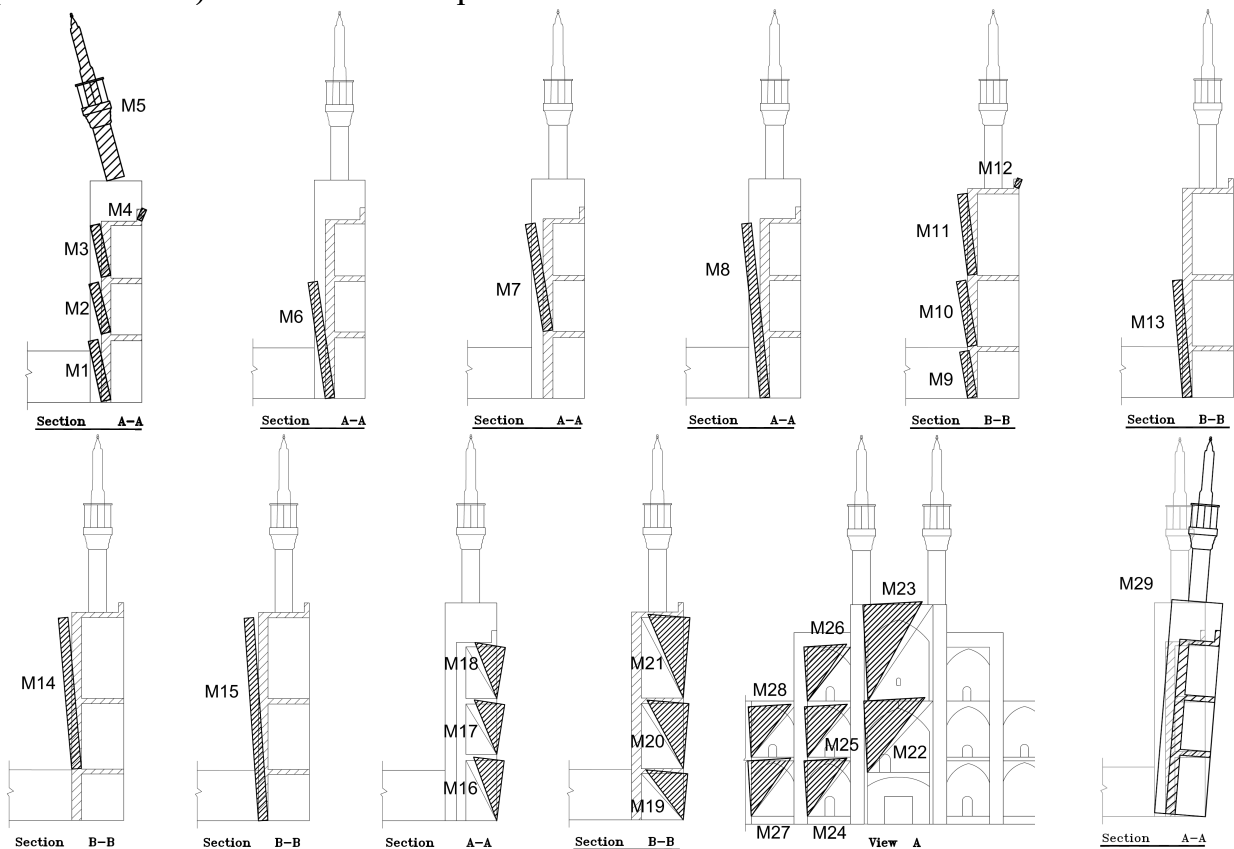 M5
M4
M3
M2
M1
Section A-A
M6
Section A-A
M7
Section A-A
M8
Section A-A
M12
M11
M10
M9
Section B-B
M13
Section B-B
M14
Section B-B
M15
Section B-B
M18
M17
M16
Section A-A
M21
M20
M19
Section B-B
M23
M26
M28
M25
M22
M27
M24
View A
M29
Section A-A